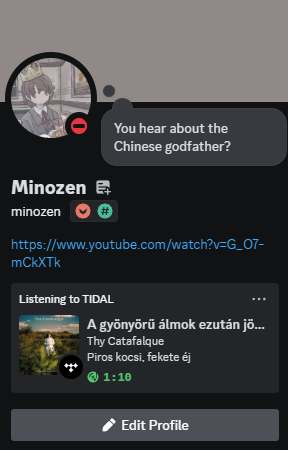 You hear about the
Chinese godfather?
Minozen
minozen
https://www.youtube.com/watch?v=G_O7-
mCkXTk
Listening to TIDAL
A gyönyörű álmok ezután jö...
Thy Catafalque
Piros kocsi, fekete éj
1:10
Edit Profile